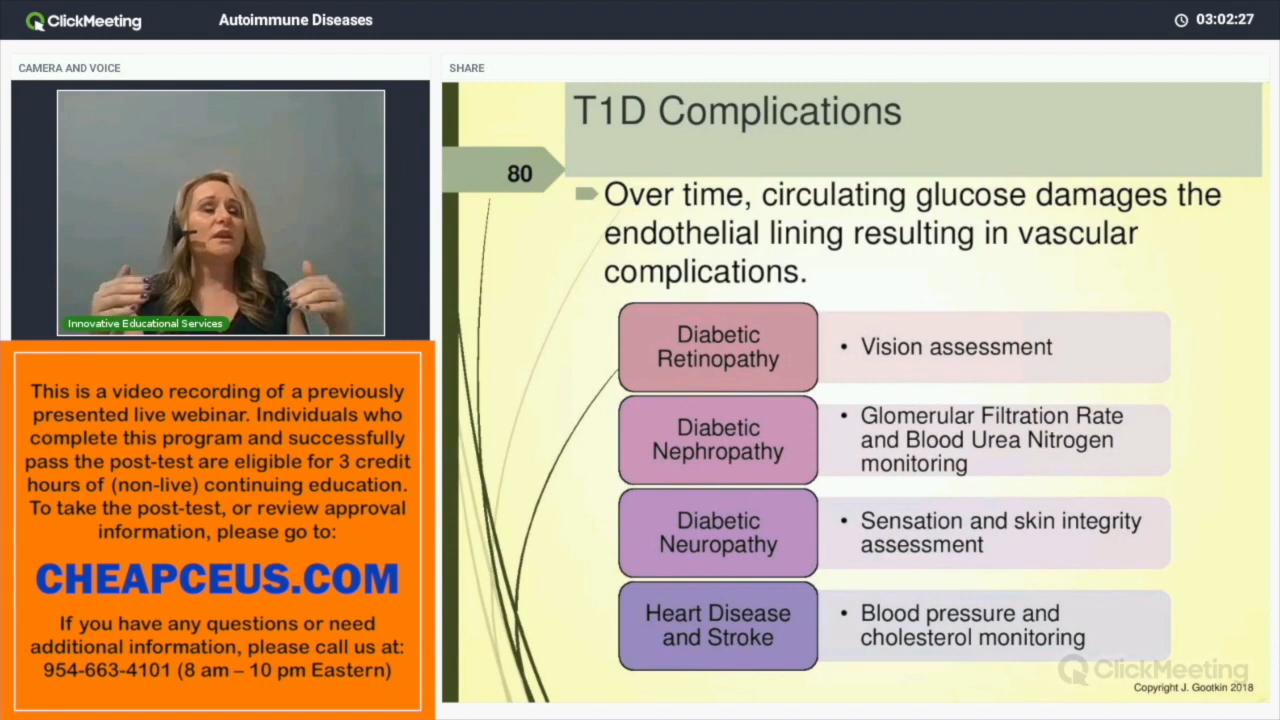 ClickMeeting
Autoimmune Diseases
03:02:27
CAMERA AND VOICE
SHARE
Innovative Educational Services
This is a video recording of a previously
presented live webinar. Individuals who
complete this program and successfully
pass the post-test are eligible for 3 credit
hours of (non-live) continuing education.
To take the post-test, or review approval
information, please go to:
CHEAPCEUS.COM
If you have any questions or need
additional information, please call us at:
954-663-4101 (8 am – 10 pm Eastern)
T1D Complications
80
Over time, circulating glucose damages the
endothelial lining resulting in vascular
complications.
Diabetic
Retinopathy
• Vision assessment
Diabetic
Nephropathy
• Glomerular Filtration Rate
and Blood Urea Nitrogen
monitoring
Diabetic
Neuropathy
• Sensation and skin integrity
assessment
Heart Disease
and Stroke
• Blood pressure and
cholesterol monitoring
ClickMeeting
Copyright J. Gootkin 2018